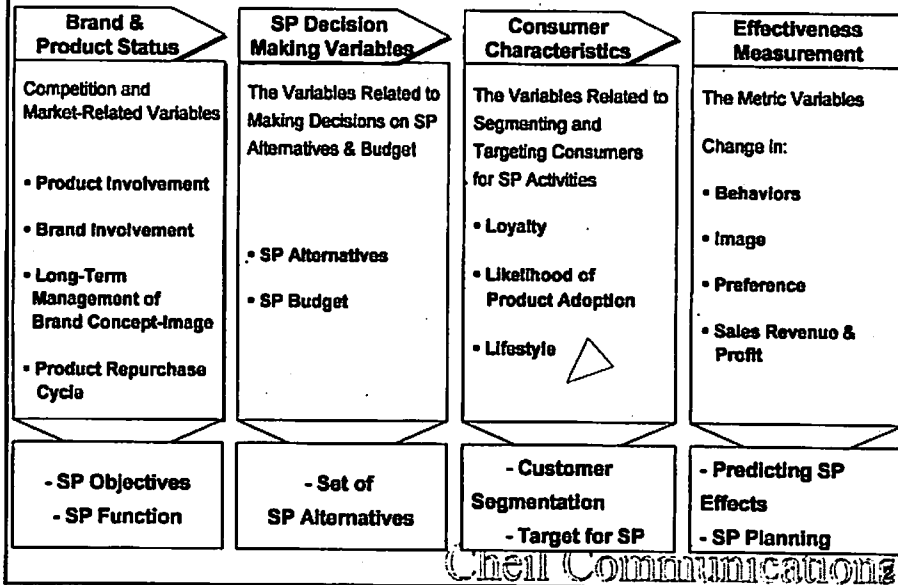 Brand &
Product Status
Competition and
Market-Related Variables
• Product Involvement
• Brand Involvement
• Long-Term
Management of
Brand Concept-Image
• Product Repurchase
Cycle
- SP Objectives
- SP Function
SP Decision
Making Variables
The Variables Related to
Making Decisions on SP
Alternatives & Budget
• SP Alternatives
• SP Budget
- Set of
SP Alternatives
Consumer
Characteristics
The Variables Related to
Segmenting and
Targeting Consumers
for SP Activities
• Loyalty
• Likelihood of
Product Adoption
• Lifestyle
- Customer
Segmentation
- Target for SP
Effectiveness
Measurement
The Metric Variables
Change in:
• Behaviors
• Image
• Preference
• Sales Revenue &
Profit
- Predicting SP
Effects
- SP Planning
Cheil Communications
2